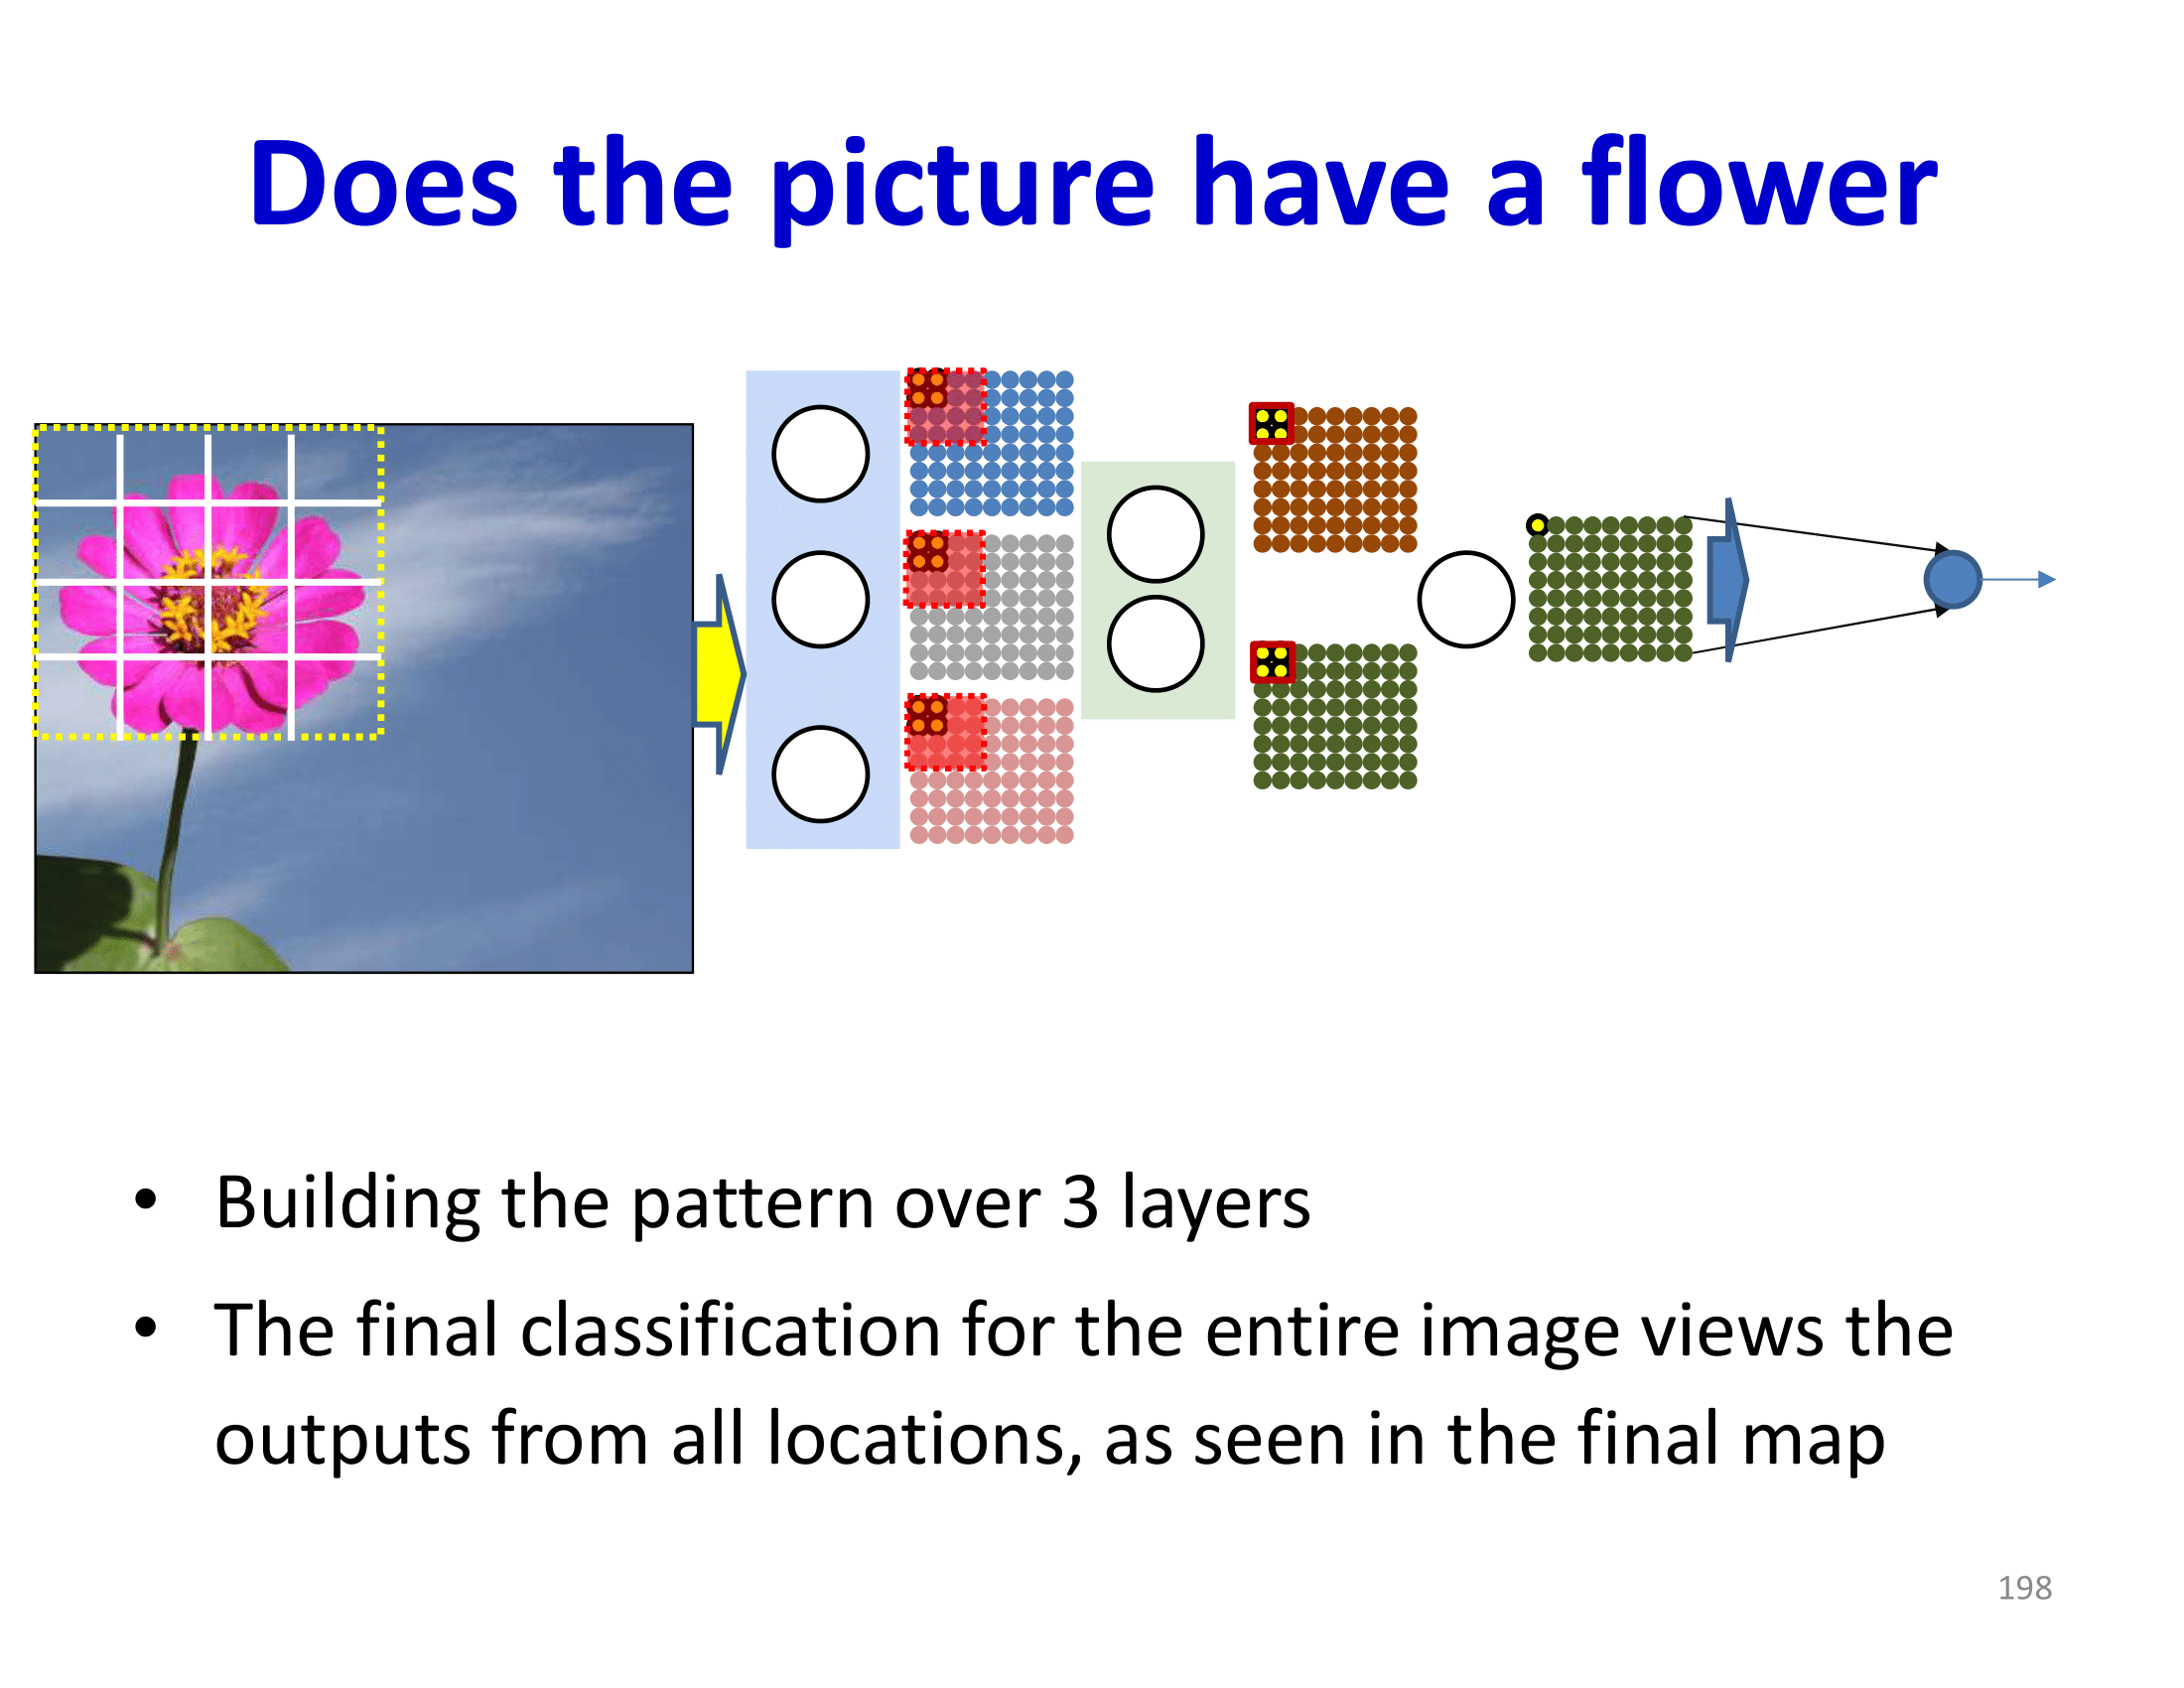 Does the picture have a flower
• Building the pattern over 3 layers
• The final classification for the entire image views the
outputs from all locations, as seen in the final map
198